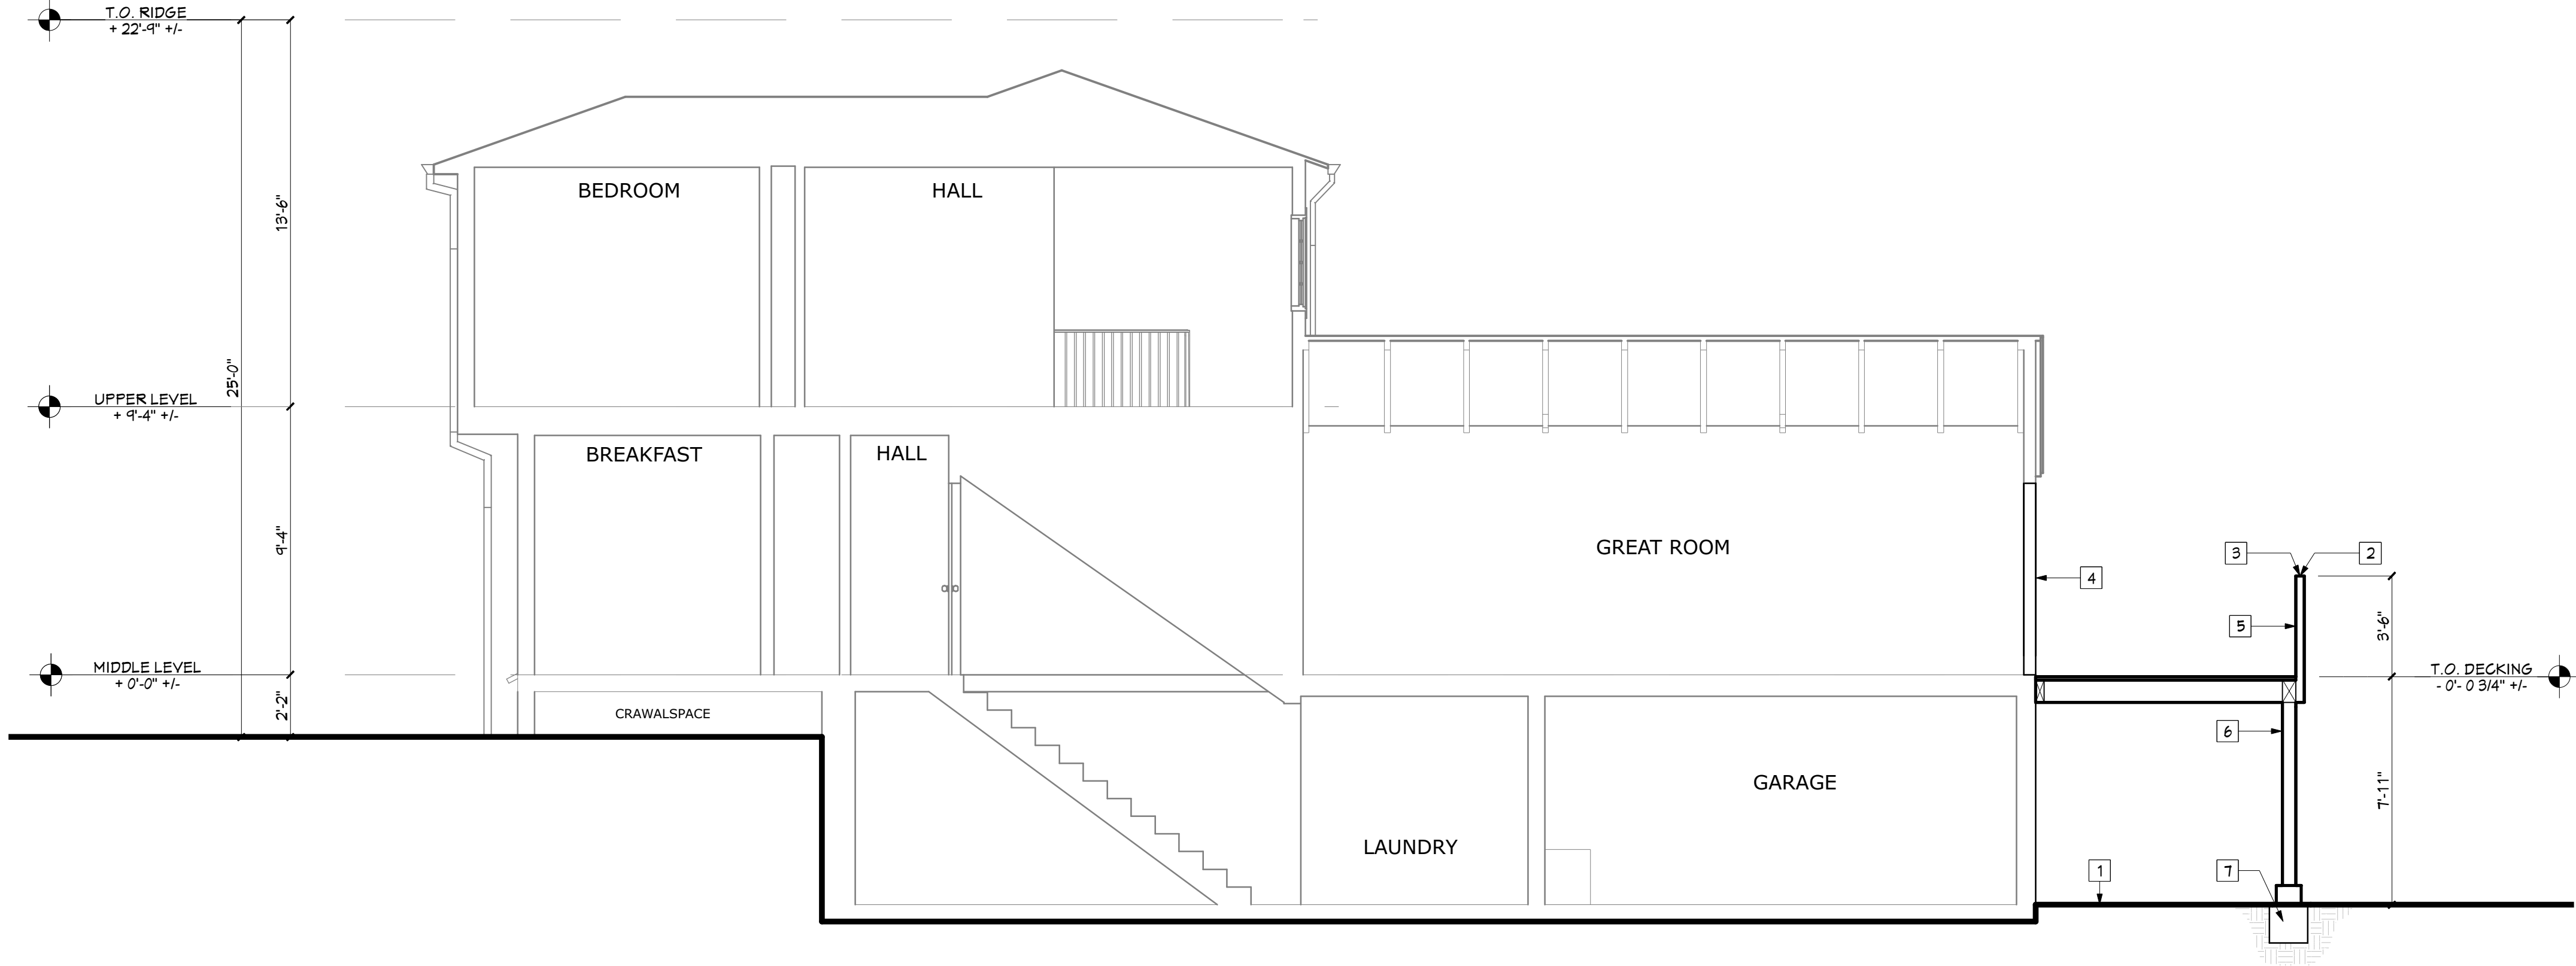 T.O. RIDGE
+ 22'-9" +/-
13'-6"
BEDROOM
HALL
25'-0"
UPPER LEVEL
+ 9'-4" +/-
BREAKFAST
HALL
9'-4"
GREAT ROOM
3
2
4
5
3'-6"
MIDDLE LEVEL
+ 0'-0" +/-
T.O. DECKING
- 0'- 0 3/4" +/-
2'-2"
CRAWALSPACE
6
GARAGE
7'-11"
LAUNDRY
1
7